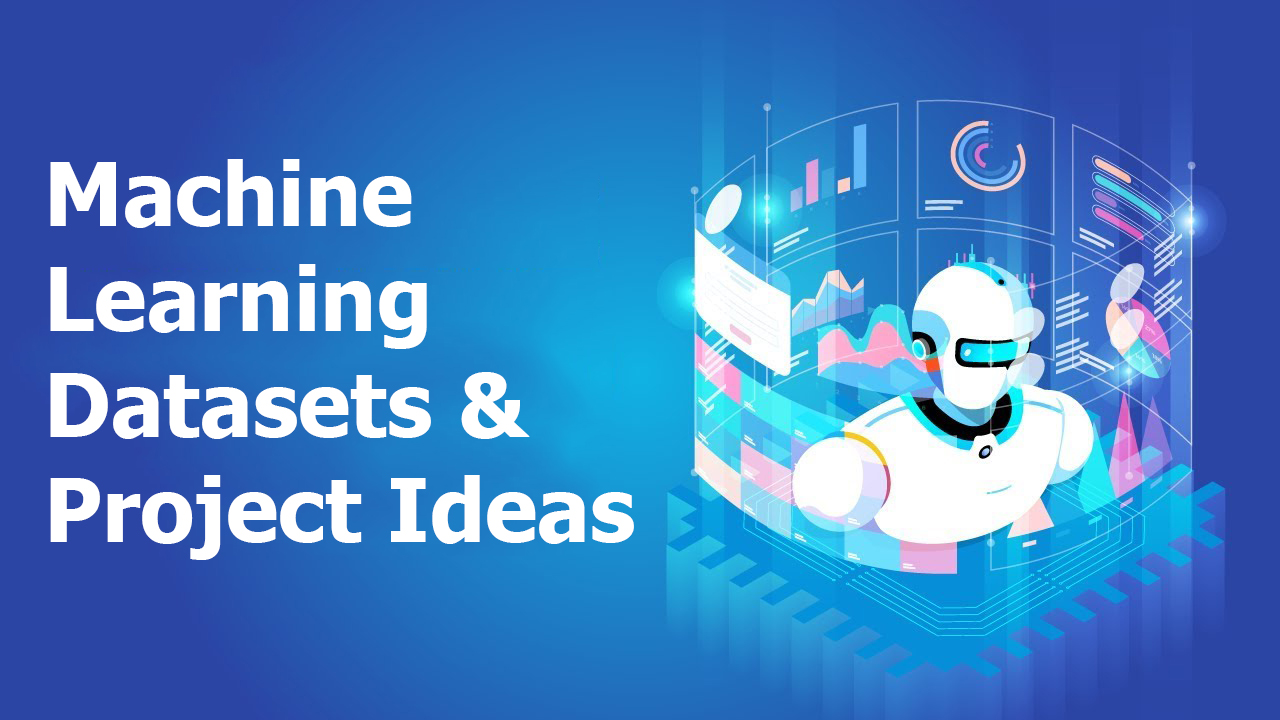 Machine
Learning
Datasets &
Project Ideas